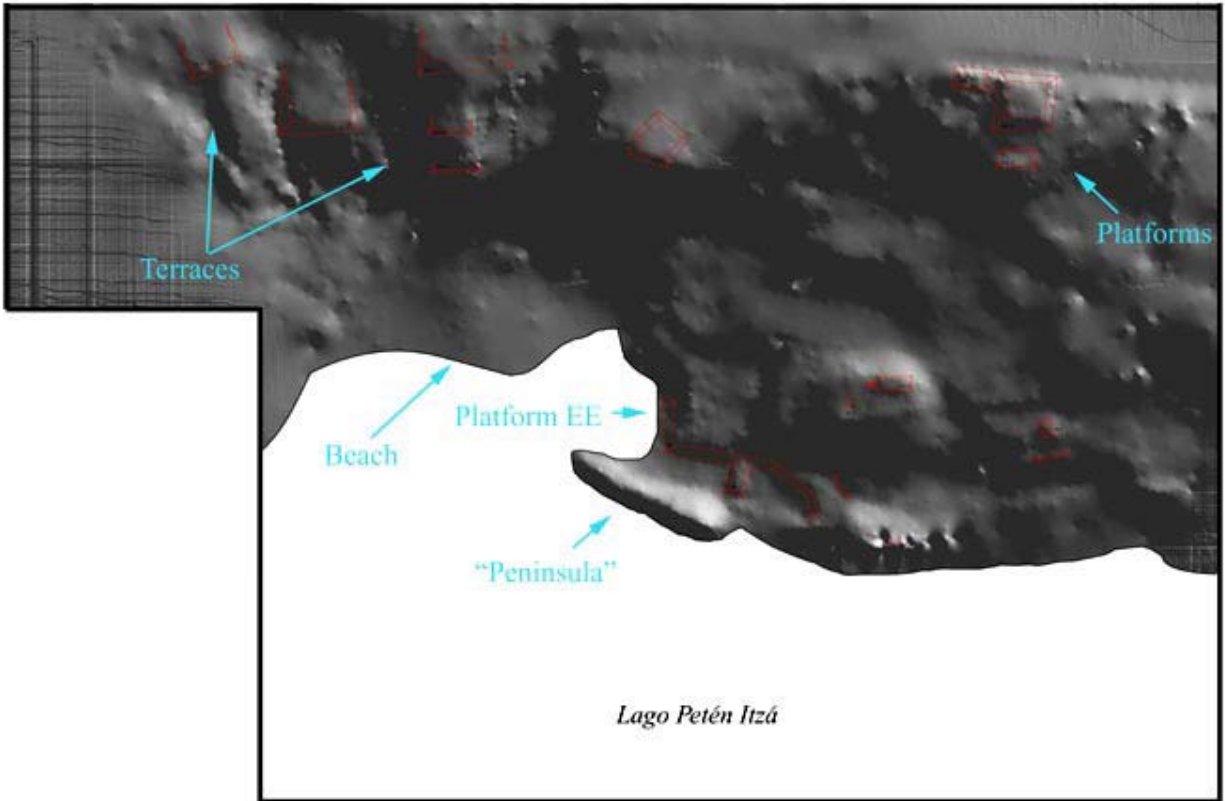 Platforms
Terraces
Platform EE
Beach
“Peninsula”
Lago Petén Itzá